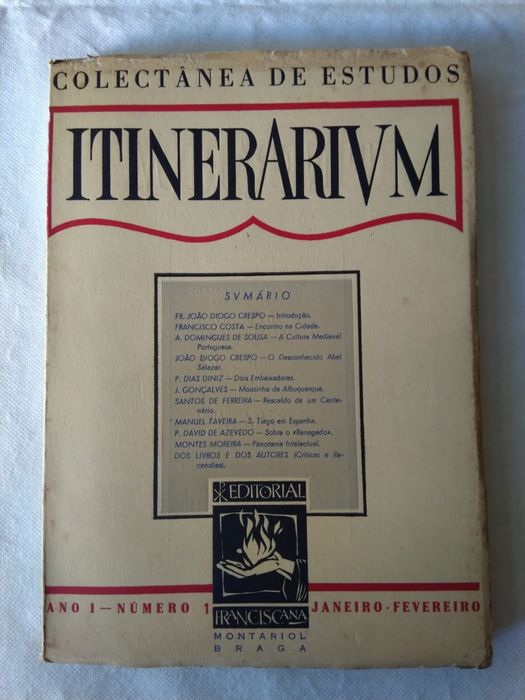 COLECTÂNEA DE ESTUDOS
ITINERARIVM
SVMÁRIO
FR. JOÃO DIOGO CRESPO — Introdução.
FRANCISCO COSTA — Encontro na Cidade.
A. DOMINGUES DE SOUSA — A Cultura Medieval
Portuguesa.
JOÃO DIOGO CRESPO — O Desconhecido Abel
Salazar.
P. DIAS DINIZ — Dois Embaixadores.
J. GONÇALVES — Mousinho de Albuquerque.
SANTOS DE FERREIRA — Rescaldo de um Cente-
nário.
MANUEL TAVEIRA — S. Tiago em Espanha.
P. DAVID DE AZEVEDO — Sobre o «Renegado».
MONTES MOREIRA — Panorama Intelectual.
DOS LIVROS E DOS AUTORES (Críticas e Re-
censões).
EDITORIAL
FRANCISCANA
ANO I — NÚMERO 1
JANEIRO - FEVEREIRO
MONTARIOL
BRAGA